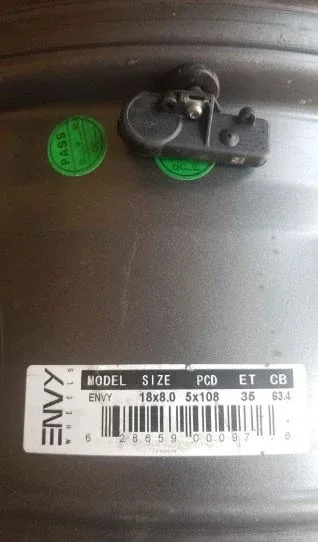 PASS
ENVY
WHEELS
MODEL SIZE PCD ET CB
ENVY 18x8.0 5x108 35 63.4
6 28659 00097 6